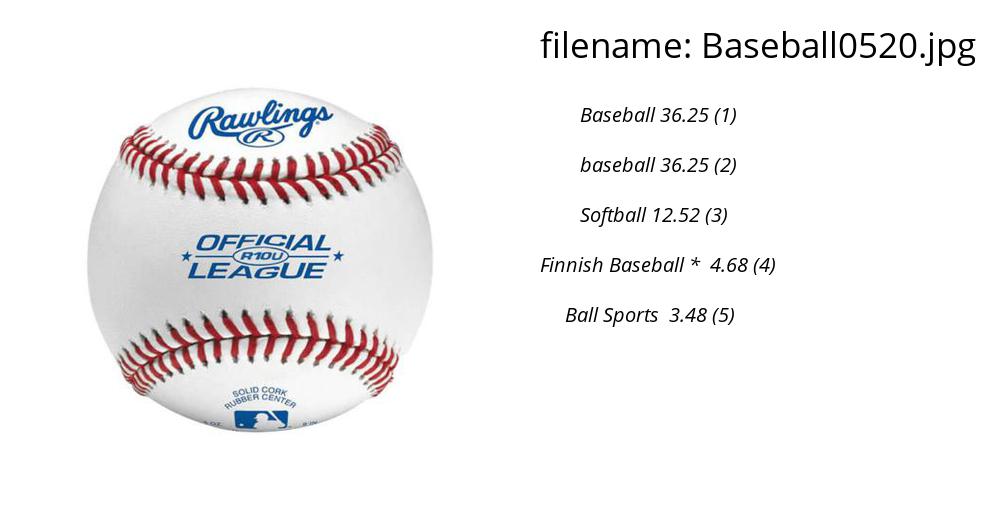 Rawlings
R
OFFICIAL
R10U
LEAGUE
SOLID CORK
RUBBER CENTER
filename: Baseball0520.jpg
Baseball 36.25 (1)
baseball 36.25 (2)
Softball 12.52 (3)
Finnish Baseball * 4.68 (4)
Ball Sports 3.48 (5)